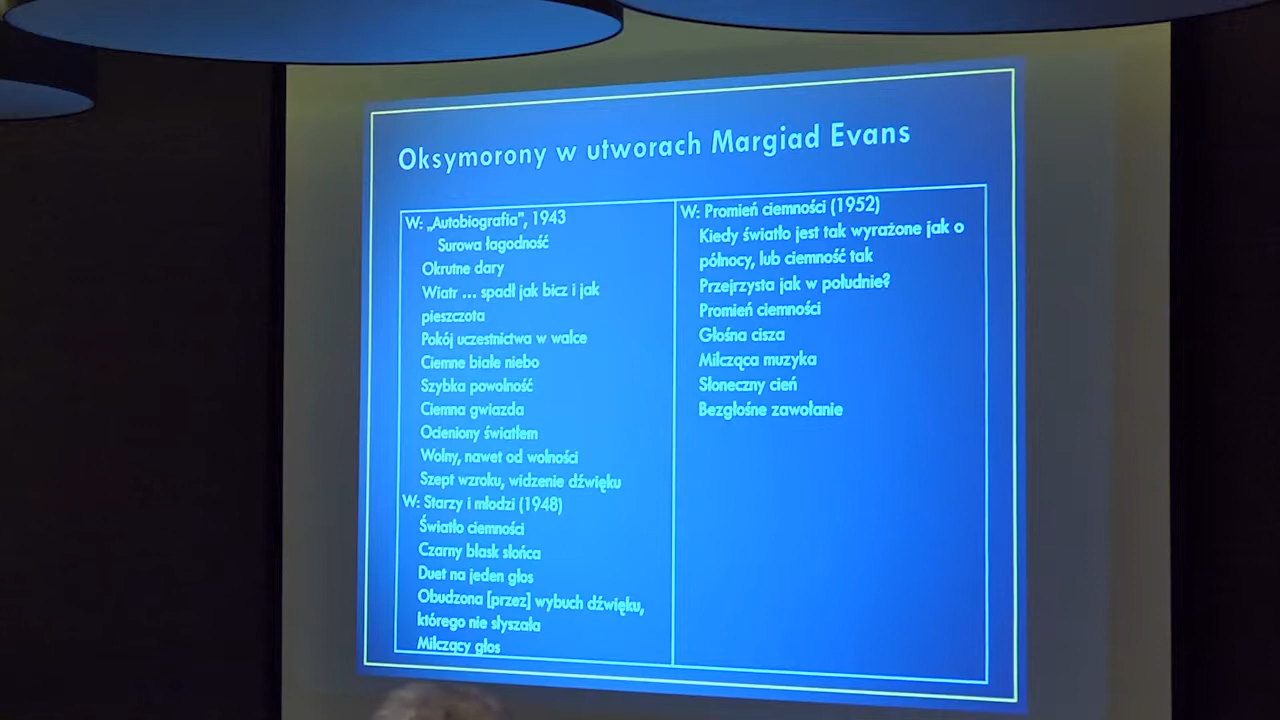 Oksymorony w utworach Margiad Evans
W: „Autobiografia", 1943
Surowa łagodność
Okrutne dary
Wiatr ... spadł jak bicz i jak
pieszczota
Pokój uczestnictwa w walce
Ciemne białe niebo
Szybka powolność
Ciemna gwiazda
Ocieniony światłem
Wolny, nawet od wolności
Szept wzroku, widzenie dźwięku
W: Starzy i młodzi (1948)
Światło ciemności
Czarny blask słońca
Duet na jeden głos
Obudzona [przez] wybuch dźwięku,
którego nie słyszała
Milczący głos
W: Promień ciemności (1952)
Kiedy światło jest tak wyrażone jak o
północy, lub ciemność tak
Przejrzysta jak w południe?
Promień ciemności
Głośna cisza
Milcząca muzyka
Słoneczny cień
Bezgłośne zawołanie